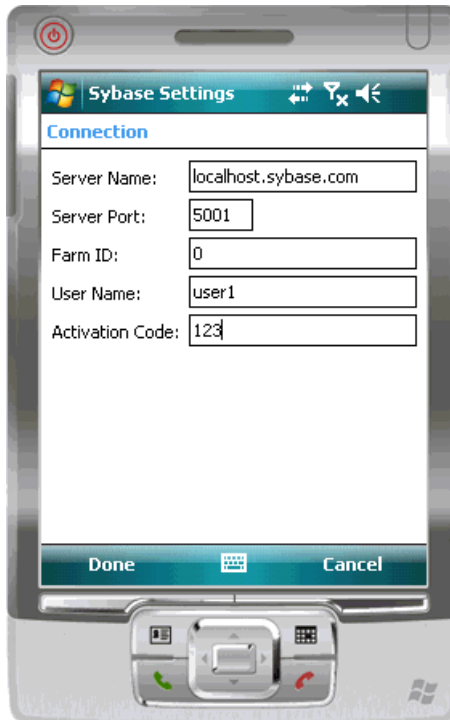 Sybase Settings
Connection
Server Name: localhost.sybase.com
Server Port: 5001
Farm ID: 0
User Name: user1
Activation Code: 123
Done Cancel